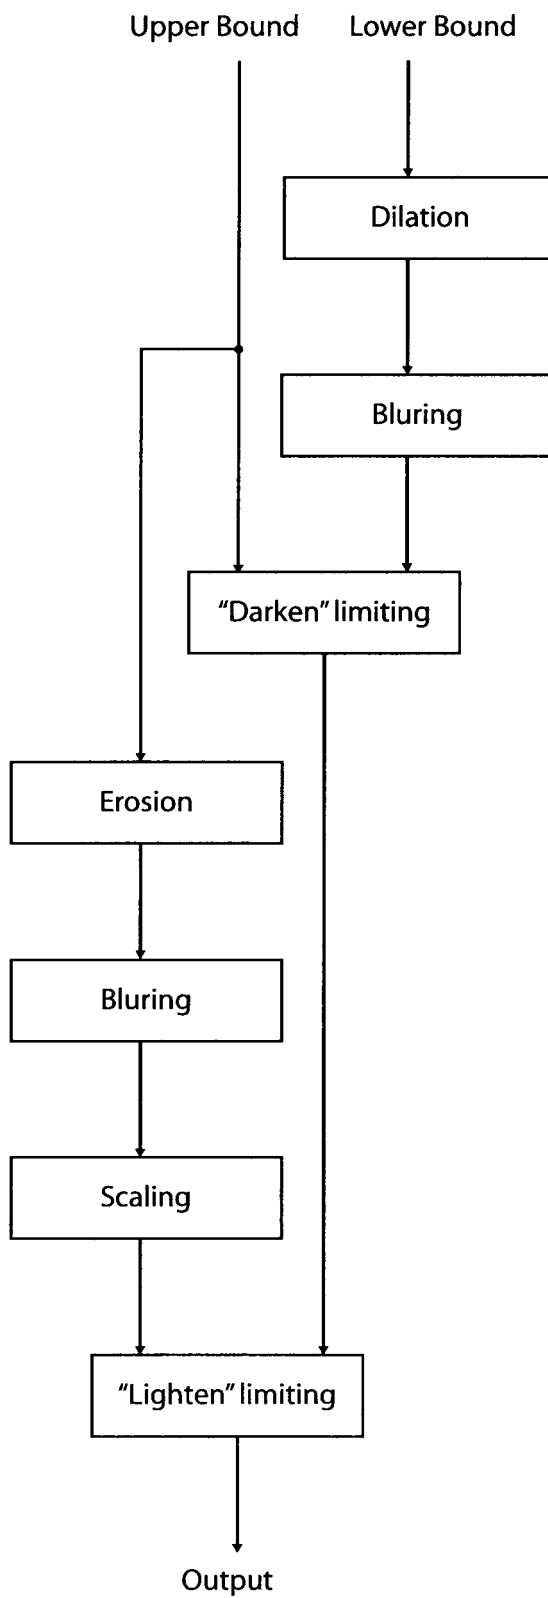 Upper Bound
Lower Bound
Dilation
Bluring
“Darken” limiting
Erosion
Bluring
Scaling
“Lighten” limiting
Output